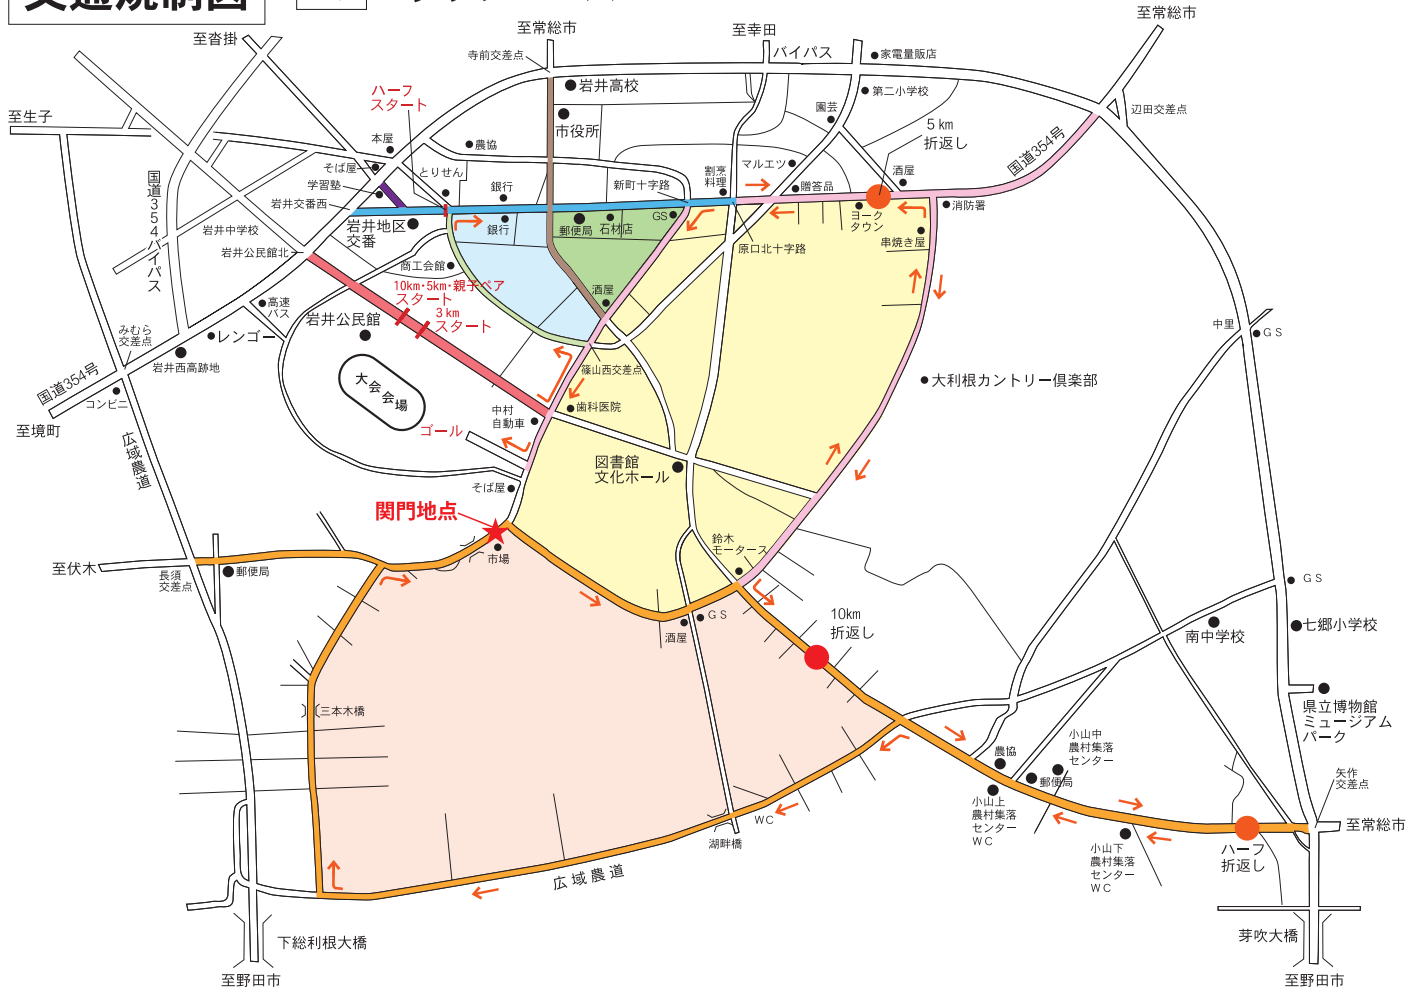 交通規制図
至沓掛
至常総市
寺前交差点
至幸田
バイパス
至常総市
家電量販店
岩井高校
第二小学校
ハーフ
スタート
園芸
辺田交差点
至生子
市役所
5km
折返し
本屋
農協
国道354号
マルエツ
そば屋
とりせん
割烹
料理
酒屋
学習塾
銀行
新町十字路
贈答品
国道354バイパス
岩井交番西
消防署
岩井地区
交番
銀行
郵便局
石材店
GS
ヨーク
タウン
岩井中学校
串焼き屋
岩井公民館北
原口北十字路
商工会館
10km・5km・親子ペア
スタート
酒屋
高速
バス
3km
スタート
岩井公民館
中里
GS
みむら
交差点
レンゴー
岩井西高跡地
篠山西交差点
国道354号
大会会場
大利根カントリー倶楽部
コンビニ
歯科医院
中村
自動車
至境町
ゴール
広域農道
図書館
文化ホール
そば屋
関門地点
鈴木
モータース
市場
至伏木
長須
交差点
郵便局
GS
10km
折返し
GS
酒屋
七郷小学校
南中学校
三本木橋
県立博物館
ミュージアム
パーク
小山中
農村集落
センター
農協
郵便局
矢作
交差点
小山上
農村集落
センター
WC
WC
至常総市
湖畔橋
小山下
農村集落
センター
WC
ハーフ
折返し
広域農道
下総利根大橋
芽吹大橋
至野田市
至野田市